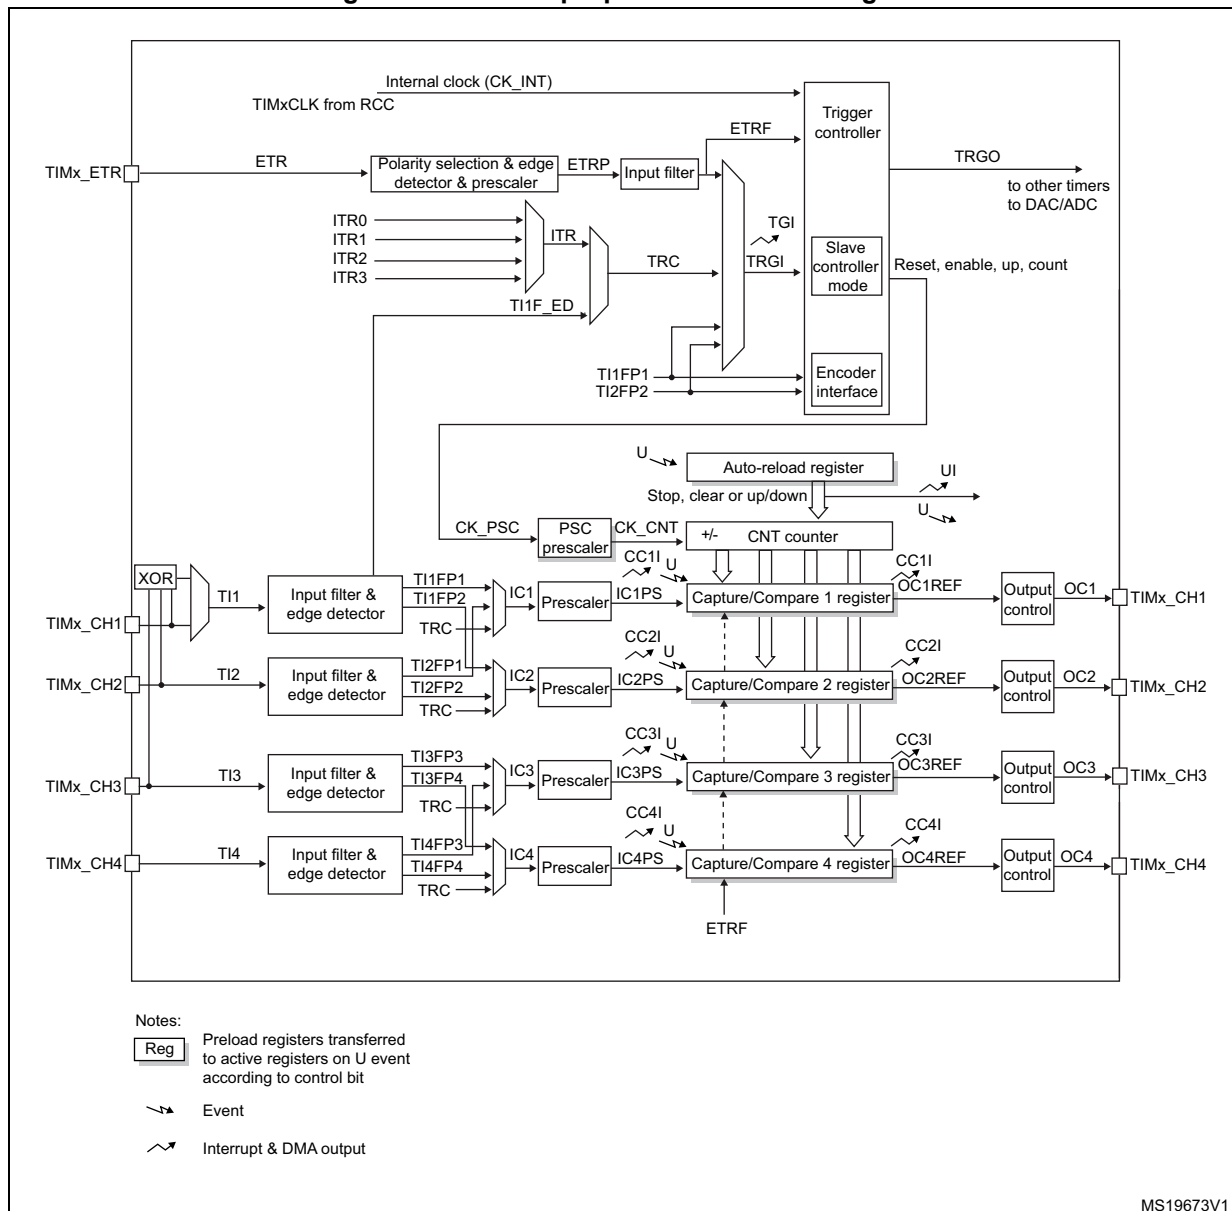 Internal clock (CK_INT)
TIMxCLK from RCC
Trigger
controller
ETRF
TIMx_ETR
ETR
Polarity selection & edge
detector & prescaler
ETRP
Input filter
TRGO
to other timers
to DAC/ADC
ITR0
ITR1
ITR2
ITR3
ITR
TRC
TGI
TRGI
Slave
controller
mode
Reset, enable, up, count
TI1F_ED
TI1FP1
TI2FP2
Encoder
interface
U
Auto-reload register
UI
Stop, clear or up/down
U
CK_PSC
PSC
prescaler
CK_CNT
+/-
CNT counter
XOR
TI1
TIMx_CH1
Input filter &
edge detector
TI1FP1
TI1FP2
TRC
IC1
Prescaler
IC1PS
CC1I
U
Capture/Compare 1 register
CC1I
OC1REF
Output
control
OC1
TIMx_CH1
TIMx_CH2
TI2
Input filter &
edge detector
TI2FP1
TI2FP2
TRC
IC2
Prescaler
IC2PS
CC2I
U
Capture/Compare 2 register
CC2I
OC2REF
Output
control
OC2
TIMx_CH2
TIMx_CH3
TI3
Input filter &
edge detector
TI3FP3
TI3FP4
TRC
IC3
Prescaler
IC3PS
CC3I
U
Capture/Compare 3 register
CC3I
OC3REF
Output
control
OC3
TIMx_CH3
TIMx_CH4
TI4
Input filter &
edge detector
TI4FP3
TI4FP4
TRC
IC4
Prescaler
IC4PS
CC4I
U
Capture/Compare 4 register
CC4I
OC4REF
Output
control
OC4
TIMx_CH4
ETRF
Notes:
Reg
Preload registers transferred
to active registers on U event
according to control bit
Event
Interrupt & DMA output
MS19673V1